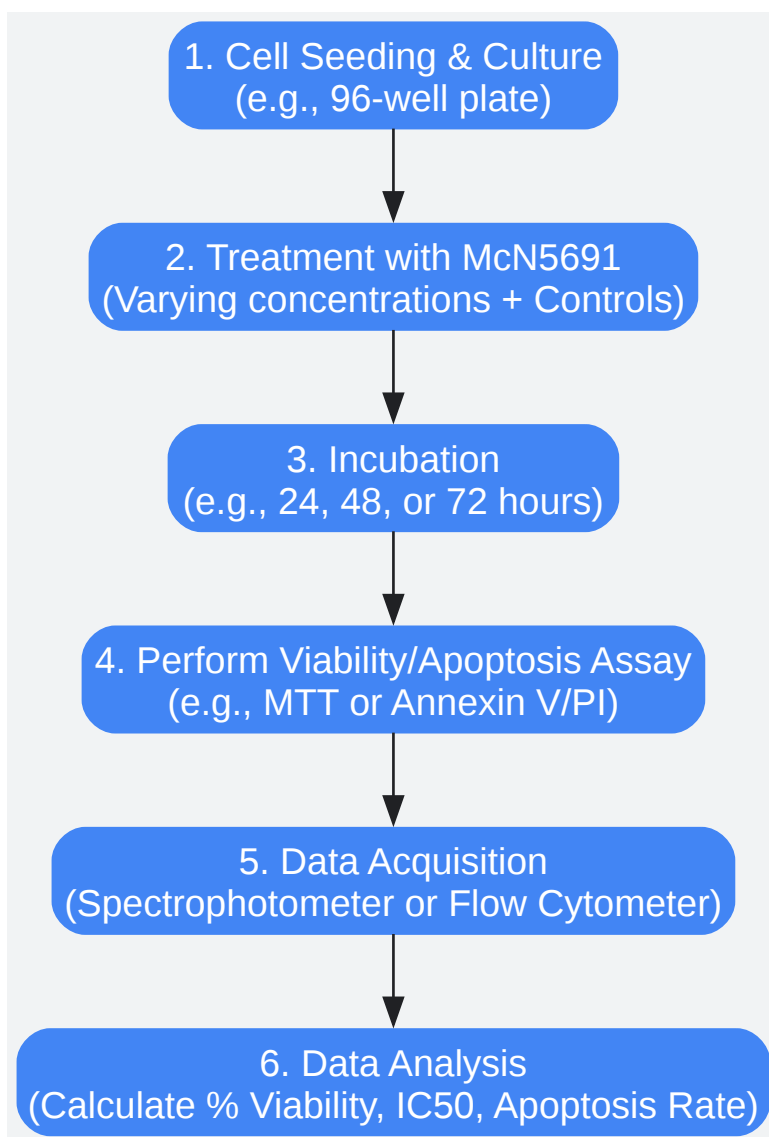 1. Cell Seeding & Culture
(e.g., 96-well plate)
2. Treatment with McN5691
(Varying concentrations + Controls)
3. Incubation
(e.g., 24, 48, or 72 hours)
4. Perform Viability/Apoptosis Assay
(e.g., MTT or Annexin V/PI)
5. Data Acquisition
(Spectrophotometer or Flow Cytometer)
6. Data Analysis
(Calculate % Viability, IC50, Apoptosis Rate)